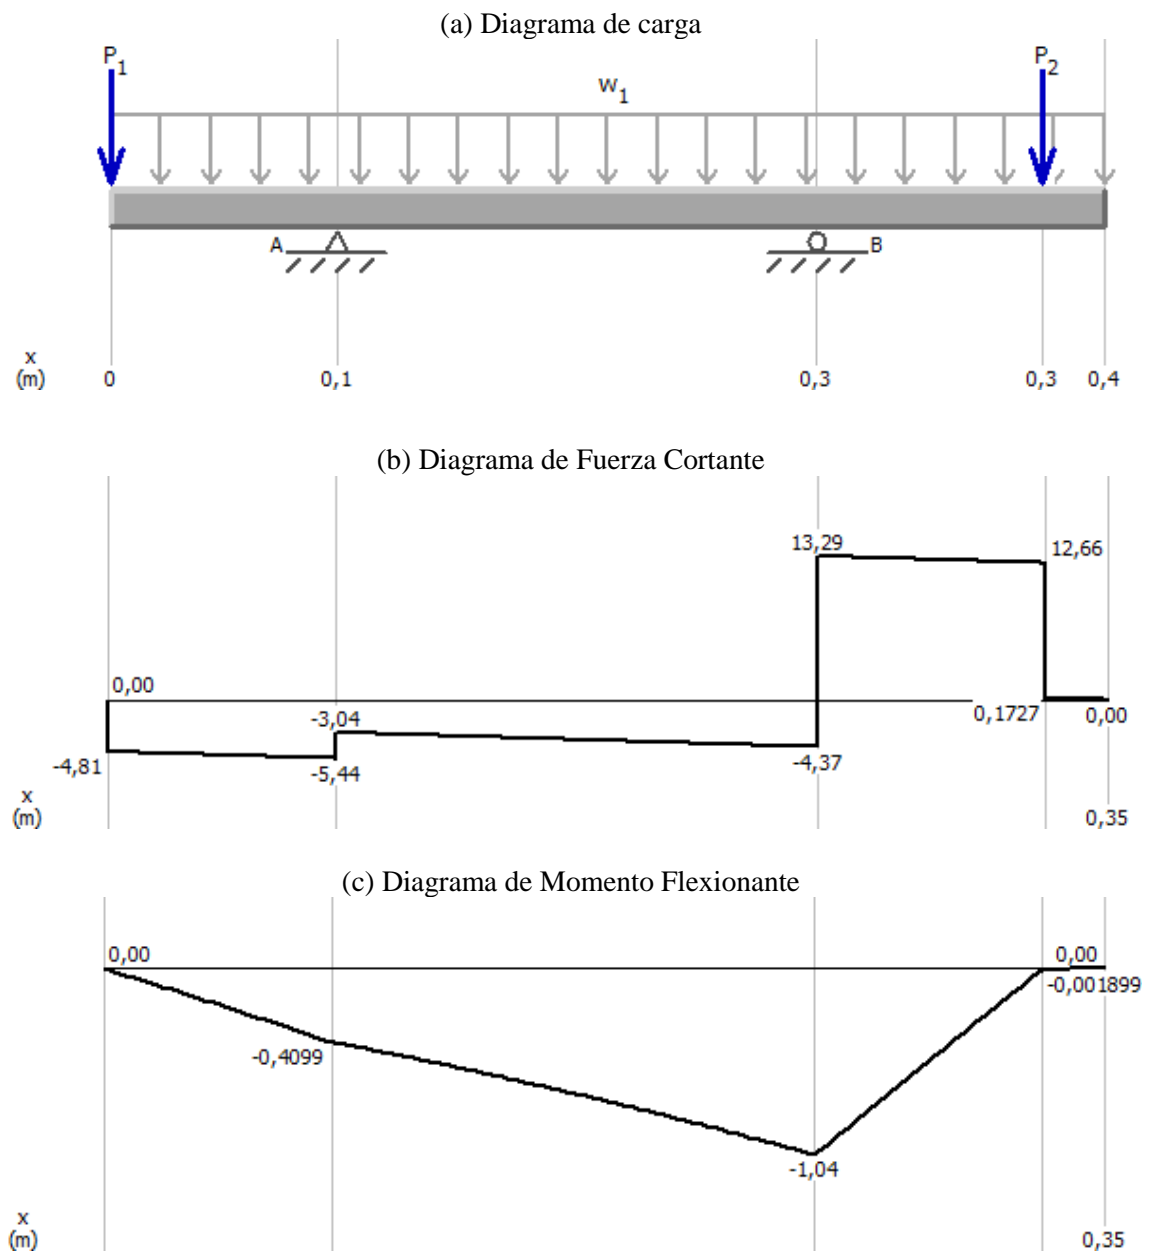 (a) Diagrama de carga
P1 P2
w1
A B
x
(m) 0 0,1 0,3 0,3 0,4
(b) Diagrama de Fuerza Cortante
13,29 12,66
0,00
-3,04 0,1727 0,00
-4,81 -5,44 -4,37
x
(m) 0,35
(c) Diagrama de Momento Flexionante
0,00 0,00
-0,001899
-0,4099
-1,04
x
(m) 0,35